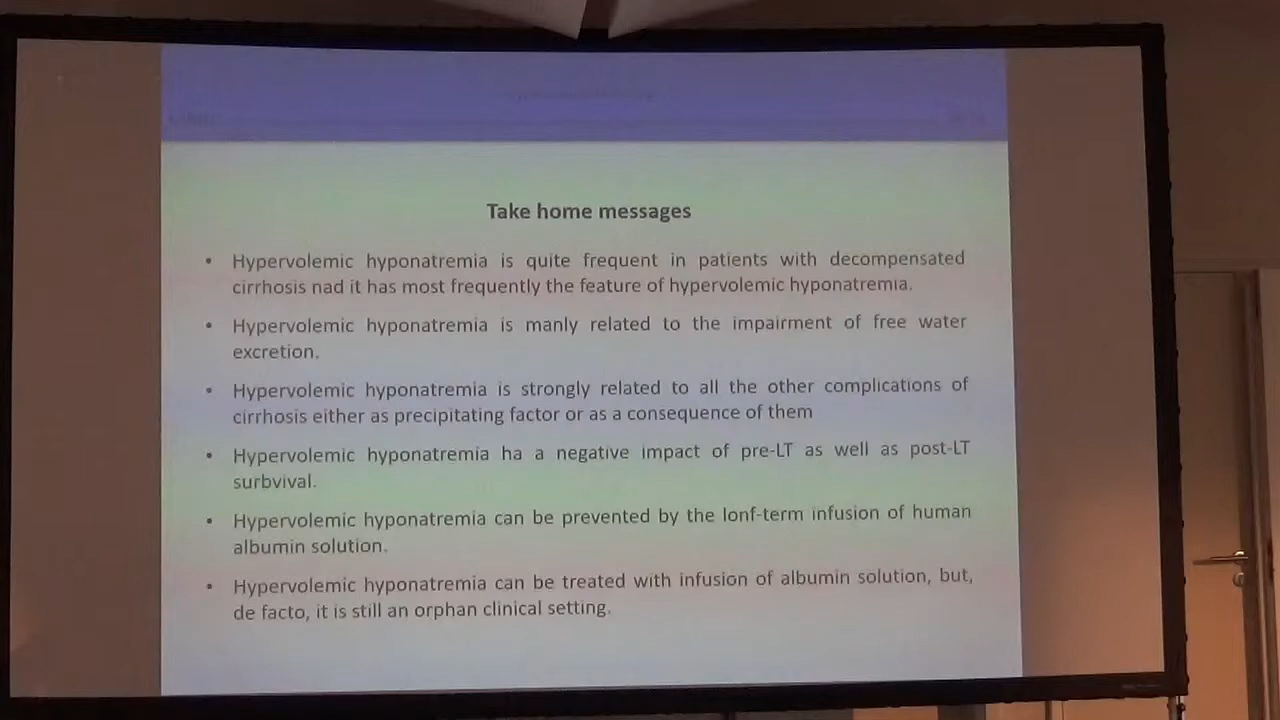 Take home messages
• Hypervolemic hyponatremia is quite frequent in patients with decompensated
cirrhosis nad it has most frequently the feature of hypervolemic hyponatremia.
• Hypervolemic hyponatremia is manly related to the impairment of free water
excretion.
• Hypervolemic hyponatremia is strongly related to all the other complications of
cirrhosis either as precipitating factor or as a consequence of them
• Hypervolemic hyponatremia ha a negative impact of pre-LT as well as post-LT
surbvival.
• Hypervolemic hyponatremia can be prevented by the lonf-term infusion of human
albumin solution.
• Hypervolemic hyponatremia can be treated with infusion of albumin solution, but,
de facto, it is still an orphan clinical setting.